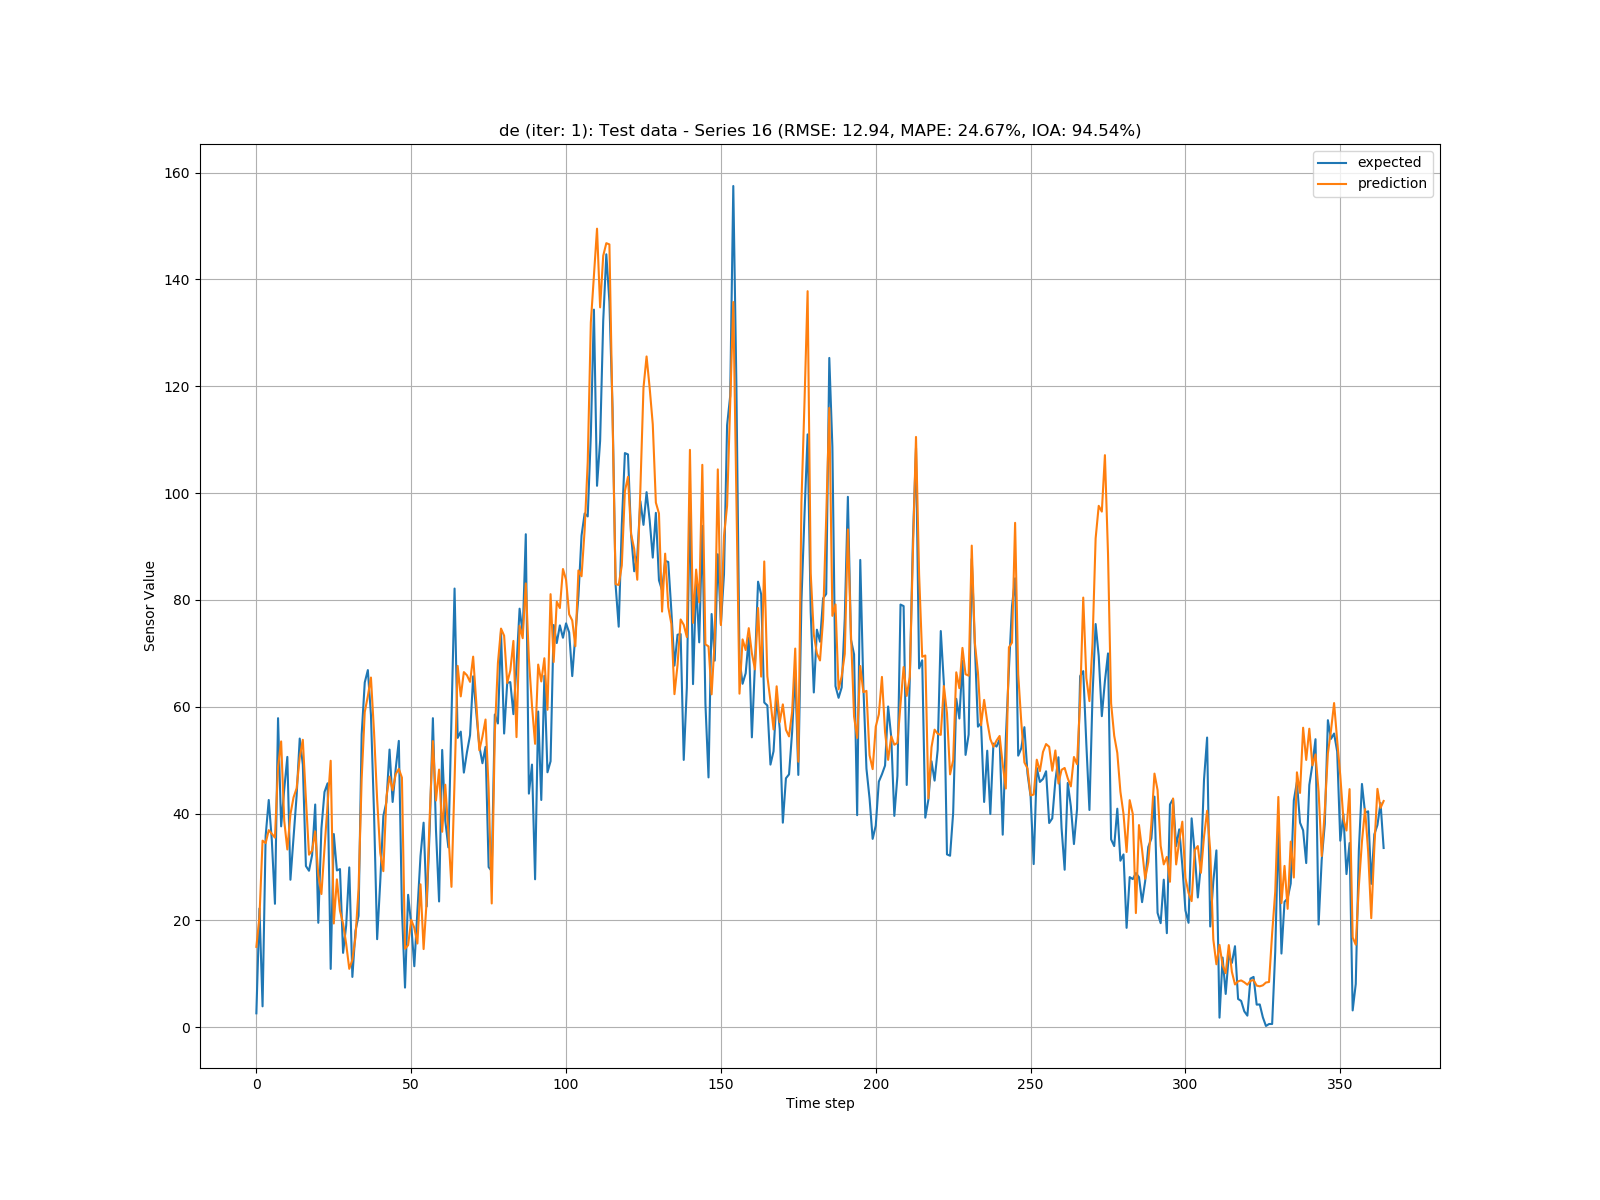 de (iter: 1): Test data - Series 16 (RMSE: 12.94, MAPE: 24.67%, IOA: 94.54%)
expected
prediction
160
140
120
100
80
60
40
20
0
Sensor Value
0 50 100 150 200 250 300 350
Time step